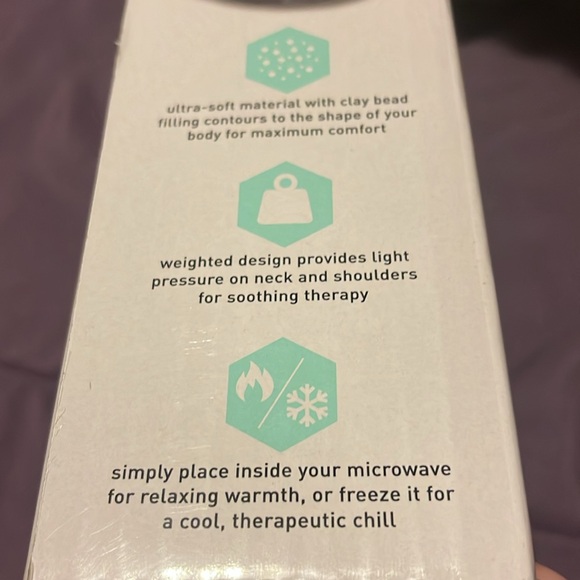 ultra-soft material with clay bead
filling contours to the shape of your
body for maximum comfort
weighted design provides light
pressure on neck and shoulders
for soothing therapy
simply place inside your microwave
for relaxing warmth, or freeze it for
a cool, therapeutic chill